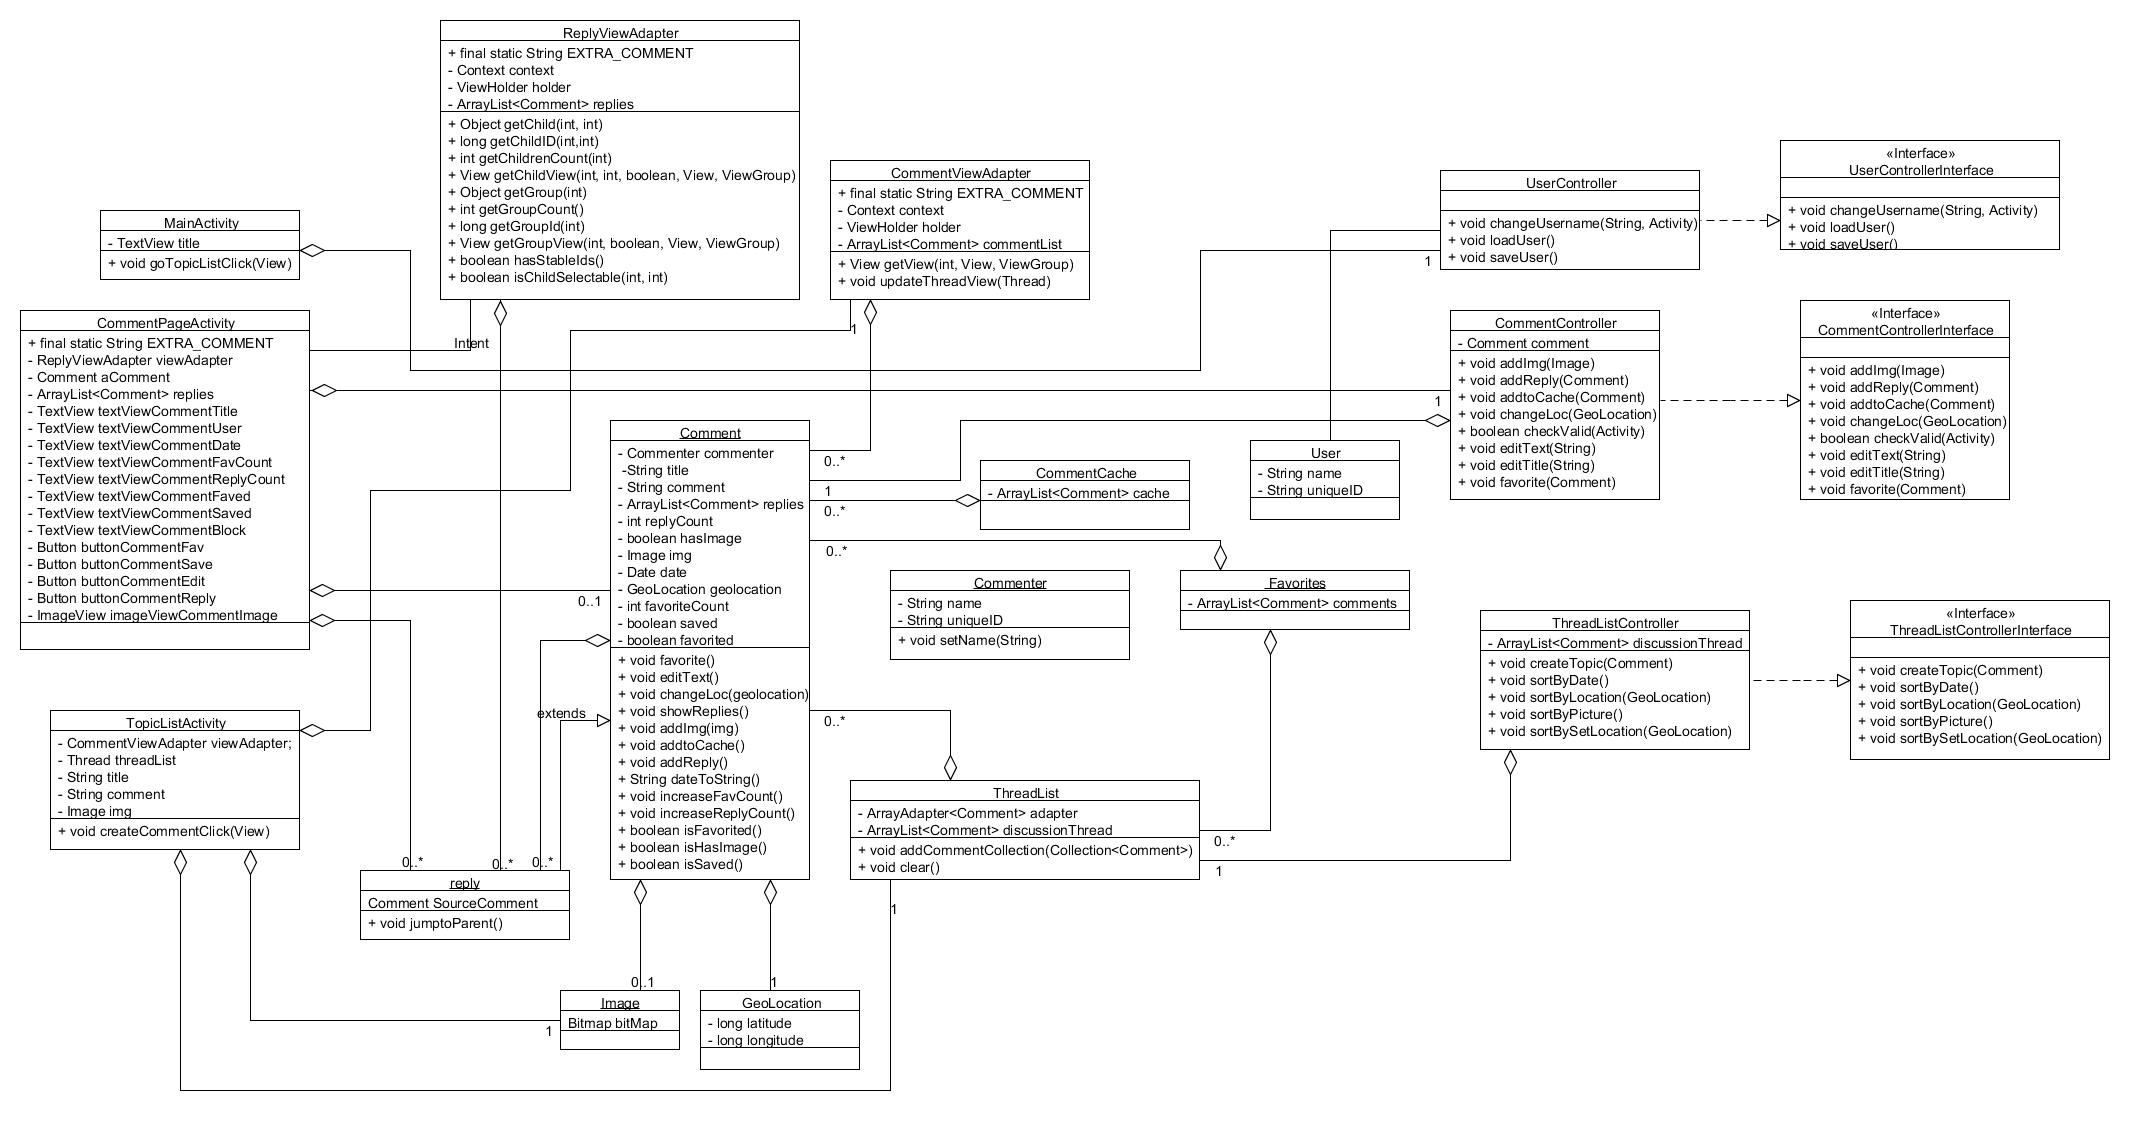 ReplyViewAdapter
+ final static String EXTRA_COMMENT
- Context context
- ViewHolder holder
- ArrayList<Comment> replies
+ Object getChild(int, int)
+ long getChildID(int,int)
+ int getChildrenCount(int)
+ View getChildView(int, int, boolean, View, ViewGroup)
+ Object getGroup(int)
+ int getGroupCount()
+ long getGroupId(int)
+ View getGroupView(int, boolean, View, ViewGroup)
+ boolean hasStableIds()
+ boolean isChildSelectable(int, int)
CommentViewAdapter
+ final static String EXTRA_COMMENT
- Context context
- ViewHolder holder
- ArrayList<Comment> commentList
+ View getView(int, View, ViewGroup)
+ void updateThreadView(Thread)
UserController
+ void changeUsername(String, Activity)
+ void loadUser()
+ void saveUser()
«Interface»
UserControllerInterface
+ void changeUsername(String, Activity)
+ void loadUser()
+ void saveUser()
MainActivity
- TextView title
+ void goTopicListClick(View)
1
1
Intent
CommentPageActivity
+ final static String EXTRA_COMMENT
- ReplyViewAdapter viewAdapter
- Comment aComment
- ArrayList<Comment> replies
- TextView textViewCommentTitle
- TextView textViewCommentUser
- TextView textViewCommentDate
- TextView textViewCommentFavCount
- TextView textViewCommentReplyCount
- TextView textViewCommentFaved
- TextView textViewCommentSaved
- TextView textViewCommentBlock
- Button buttonCommentFav
- Button buttonCommentSave
- Button buttonCommentEdit
- Button buttonCommentReply
- ImageView imageViewCommentImage
CommentController
- Comment comment
+ void addImg(Image)
+ void addReply(Comment)
+ void addtoCache(Comment)
+ void changeLoc(GeoLocation)
+ boolean checkValid(Activity)
+ void editText(String)
+ void editTitle(String)
+ void favorite(Comment)
«Interface»
CommentControllerInterface
+ void addImg(Image)
+ void addReply(Comment)
+ void addtoCache(Comment)
+ void changeLoc(GeoLocation)
+ boolean checkValid(Activity)
+ void editText(String)
+ void editTitle(String)
+ void favorite(Comment)
1
Comment
- Commenter commenter
-String title
- String comment
- ArrayList<Comment> replies
- int replyCount
- boolean hasImage
- Image img
- Date date
- GeoLocation geolocation
- int favoriteCount
- boolean saved
- boolean favorited
+ void favorite()
+ void editText()
+ void changeLoc(geolocation)
+ void showReplies()
+ void addImg(img)
+ void addtoCache()
+ void addReply()
+ String dateToString()
+ void increaseFavCount()
+ void increaseReplyCount()
+ boolean isFavorited()
+ boolean isHasImage()
+ boolean isSaved()
0..*
1
0..*
0..*
0..1
0..*
extends
CommentCache
- ArrayList<Comment> cache
User
- String name
- String uniqueID
Commenter
- String name
- String uniqueID
+ void setName(String)
Favorites
- ArrayList<Comment> comments
ThreadListController
- ArrayList<Comment> discussionThread
+ void createTopic(Comment)
+ void sortByDate()
+ void sortByLocation(GeoLocation)
+ void sortByPicture()
+ void sortBySetLocation(GeoLocation)
«Interface»
ThreadListControllerInterface
+ void createTopic(Comment)
+ void sortByDate()
+ void sortByLocation(GeoLocation)
+ void sortByPicture()
+ void sortBySetLocation(GeoLocation)
TopicListActivity
- CommentViewAdapter viewAdapter;
- Thread threadList
- String title
- String comment
- Image img
+ void createCommentClick(View)
ThreadList
- ArrayAdapter<Comment> adapter
- ArrayList<Comment> discussionThread
+ void addCommentCollection(Collection<Comment>)
+ void clear()
0..*
1
1
0..*
0..*
0..*
reply
Comment SourceComment
+ void jumptoParent()
0..1
1
1
Image
Bitmap bitMap
GeoLocation
- long latitude
- long longitude